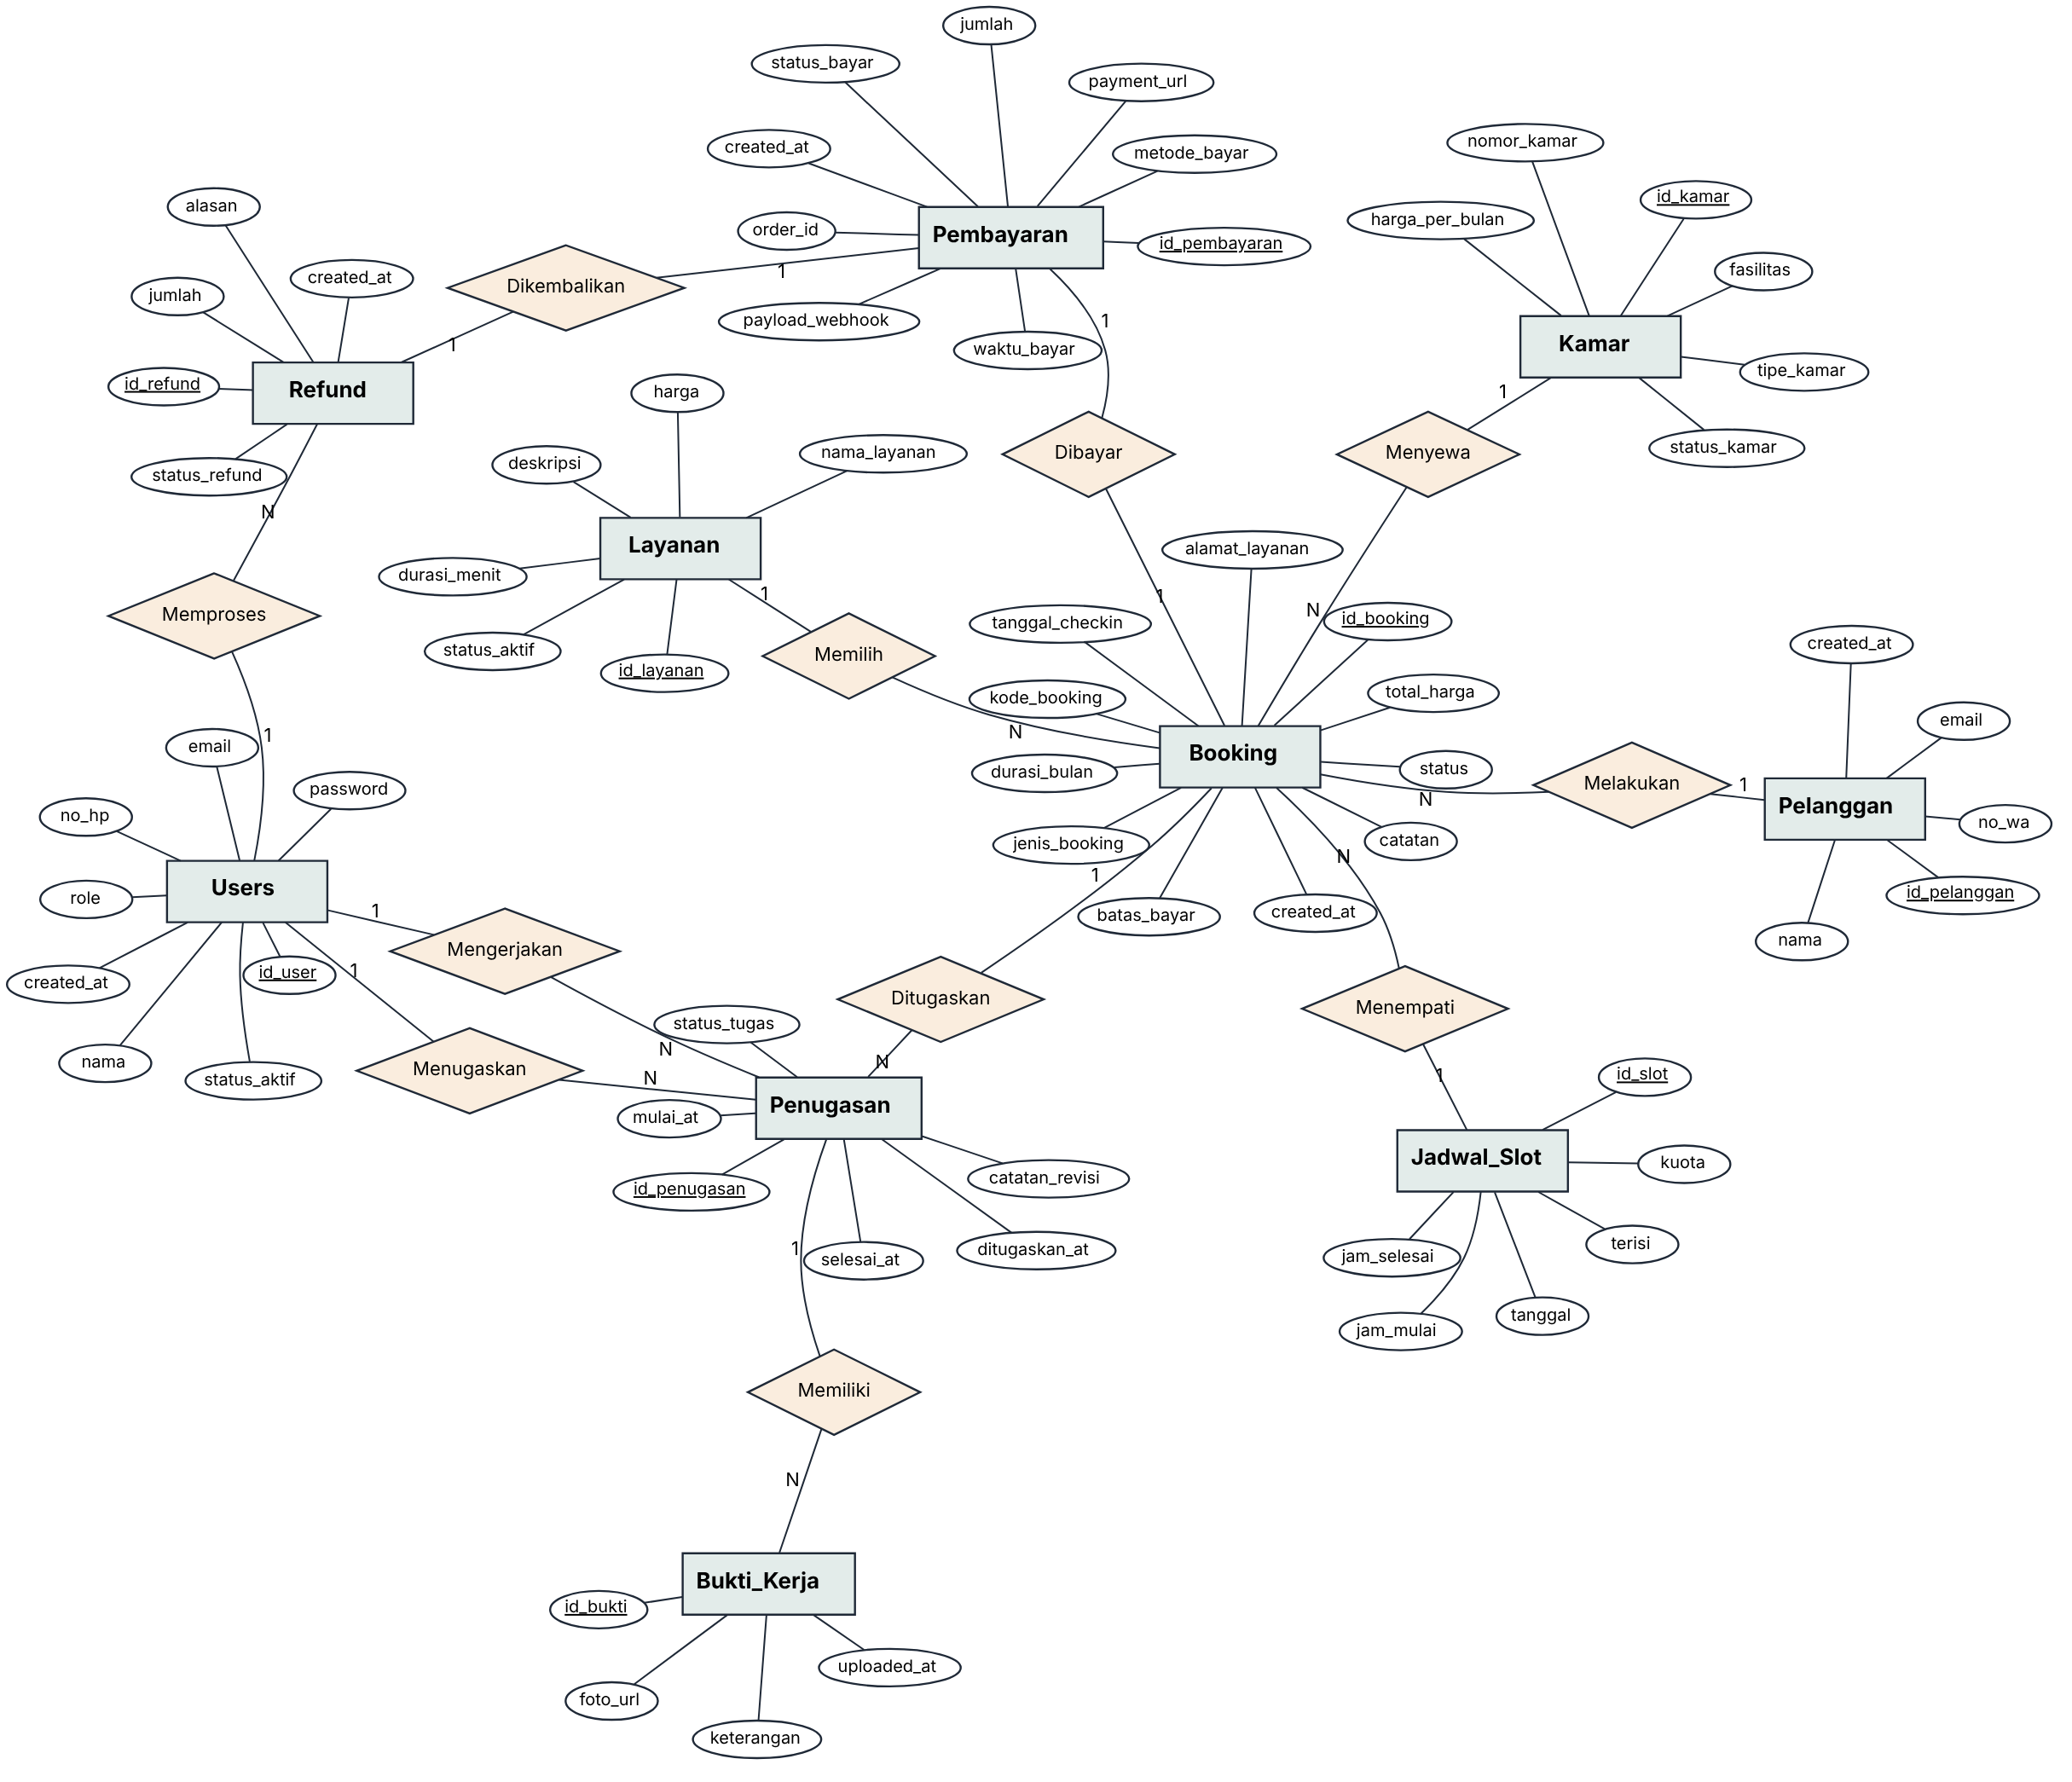 jumlah
status_bayar
payment_url
created_at
metode_bayar
order_id
Pembayaran
id_pembayaran
payload_webhook
waktu_bayar
1
1
nomor_kamar
id_kamar
harga_per_bulan
fasilitas
Kamar
tipe_kamar
status_kamar
1
alasan
created_at
jumlah
Dikembalikan
1
id_refund
Refund
status_refund
N
harga
deskripsi
nama_layanan
Layanan
durasi_menit
status_aktif
id_layanan
1
Dibayar
Menyewa
alamat_layanan
1
N
tanggal_checkin
id_booking
Memproses
Memilih
kode_booking
total_harga
N
Booking
durasi_bulan
status
N
Melakukan
1
jenis_booking
catatan
1
N
batas_bayar
created_at
created_at
email
Pelanggan
no_wa
id_pelanggan
nama
email
1
password
no_hp
Users
role
1
created_at
id_user
1
nama
status_aktif
Mengerjakan
Menugaskan
Ditugaskan
Menempati
status_tugas
N
N
N
Penugasan
mulai_at
id_penugasan
catatan_revisi
selesai_at
ditugaskan_at
1
1
id_slot
Jadwal_Slot
kuota
jam_selesai
terisi
jam_mulai
tanggal
Memiliki
N
Bukti_Kerja
id_bukti
uploaded_at
foto_url
keterangan